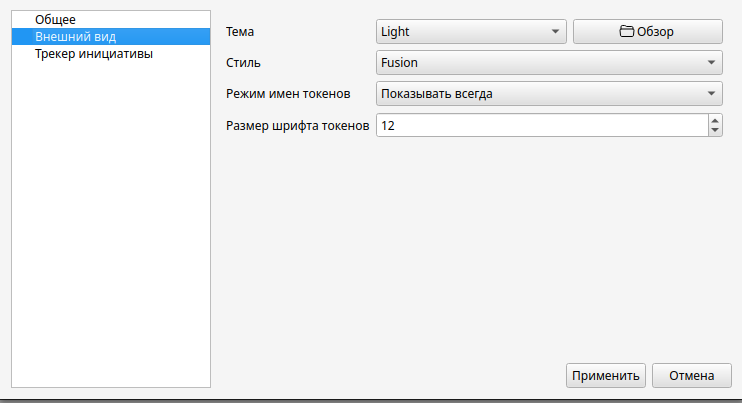 Общее
Внешний вид
Трекер инициативы
Тема Light Обзор
Стиль Fusion
Режим имен токенов Показывать всегда
Размер шрифта токенов 12
Применить Отмена